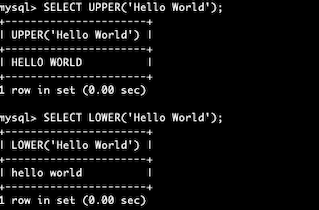 mysql> SELECT UPPER('Hello World');
+----------------------+
| UPPER('Hello World') |
+----------------------+
| HELLO WORLD          |
+----------------------+
1 row in set (0.00 sec)
mysql> SELECT LOWER('Hello World');
+----------------------+
| LOWER('Hello World') |
+----------------------+
| hello world          |
+----------------------+
1 row in set (0.00 sec)